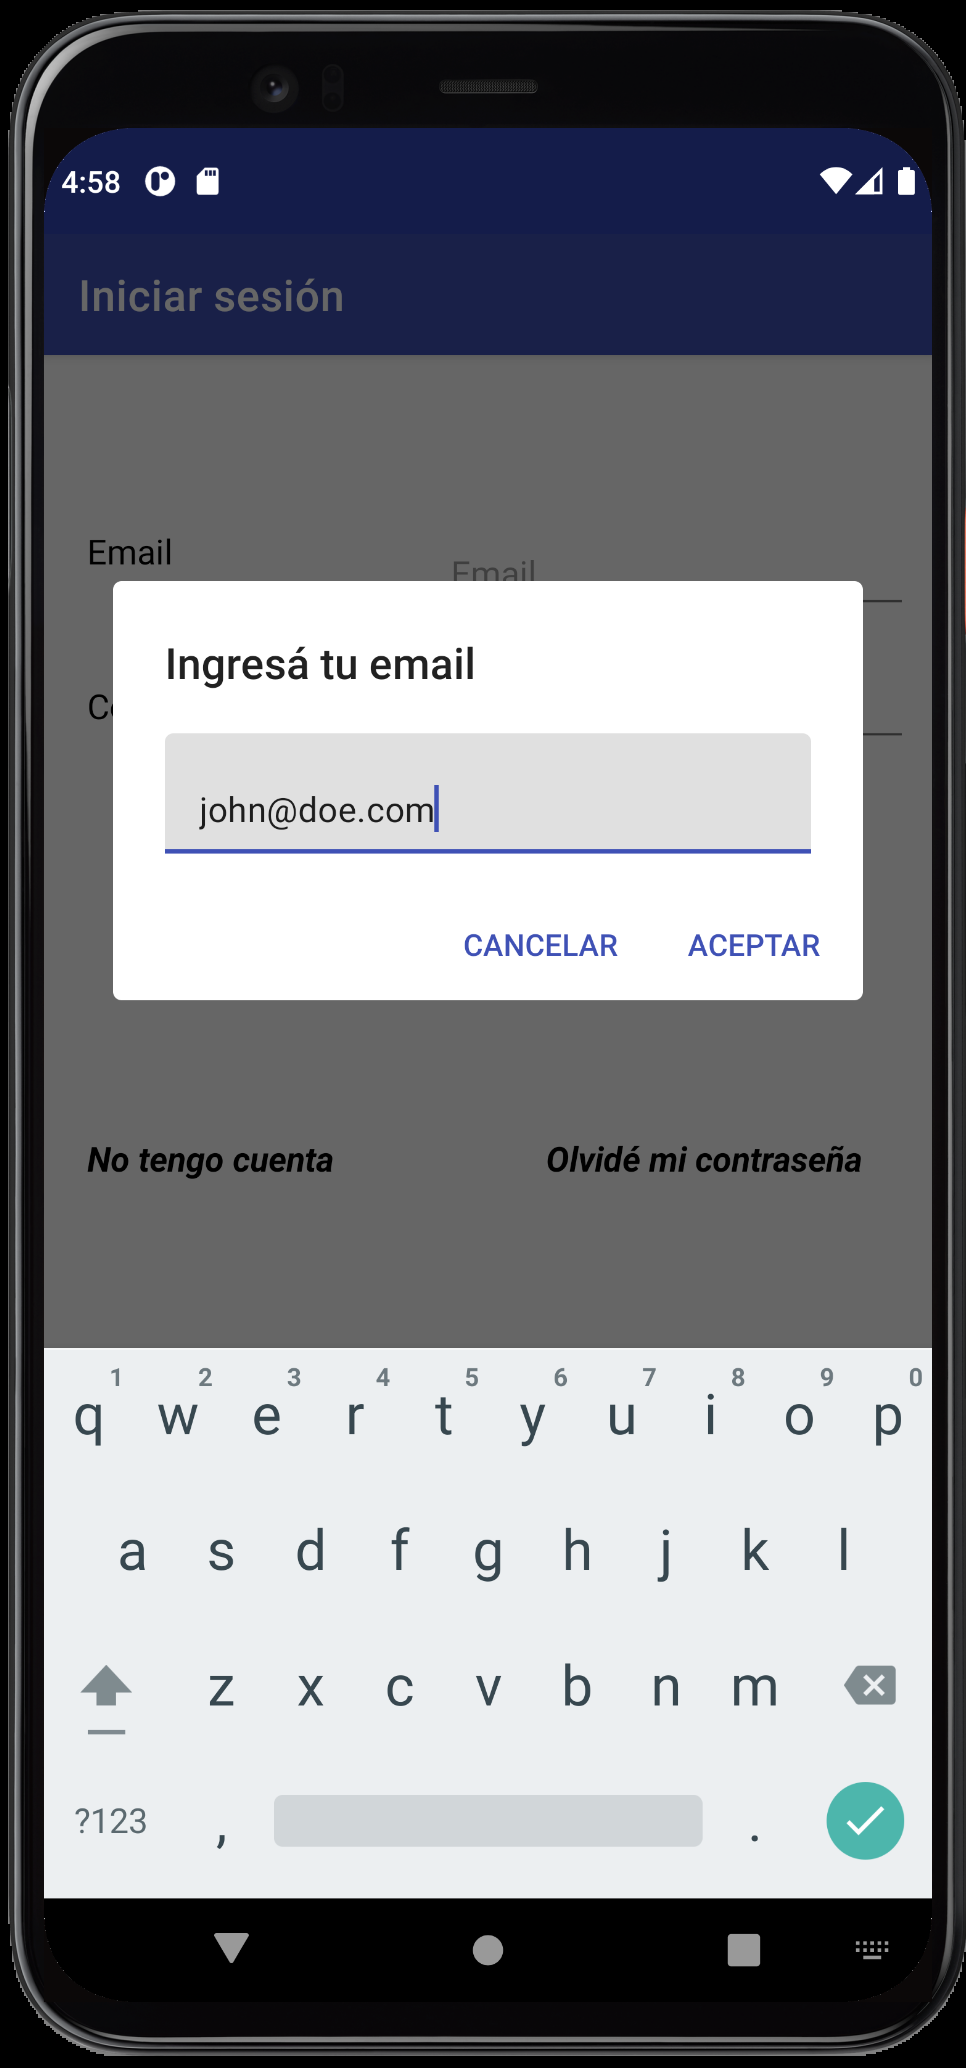 4:58
Iniciar sesión
Email
Email
Ingresá tu email
john@doe.com
CANCELAR ACEPTAR
No tengo cuenta Olvidé mi contraseña
1 2 3 4 5 6 7 8 9 0
q w e r t y u i o p
a s d f g h j k l
z x c v b n m
?123 , .